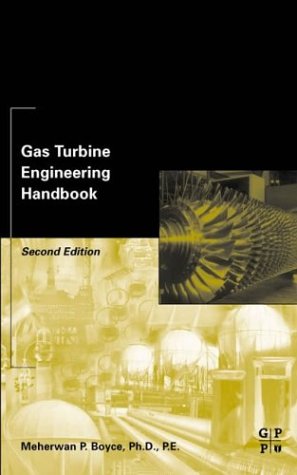 Gas Turbine
Engineering
Handbook
Second Edition
Meherwan P. Boyce, Ph.D., P.E.
G P
P